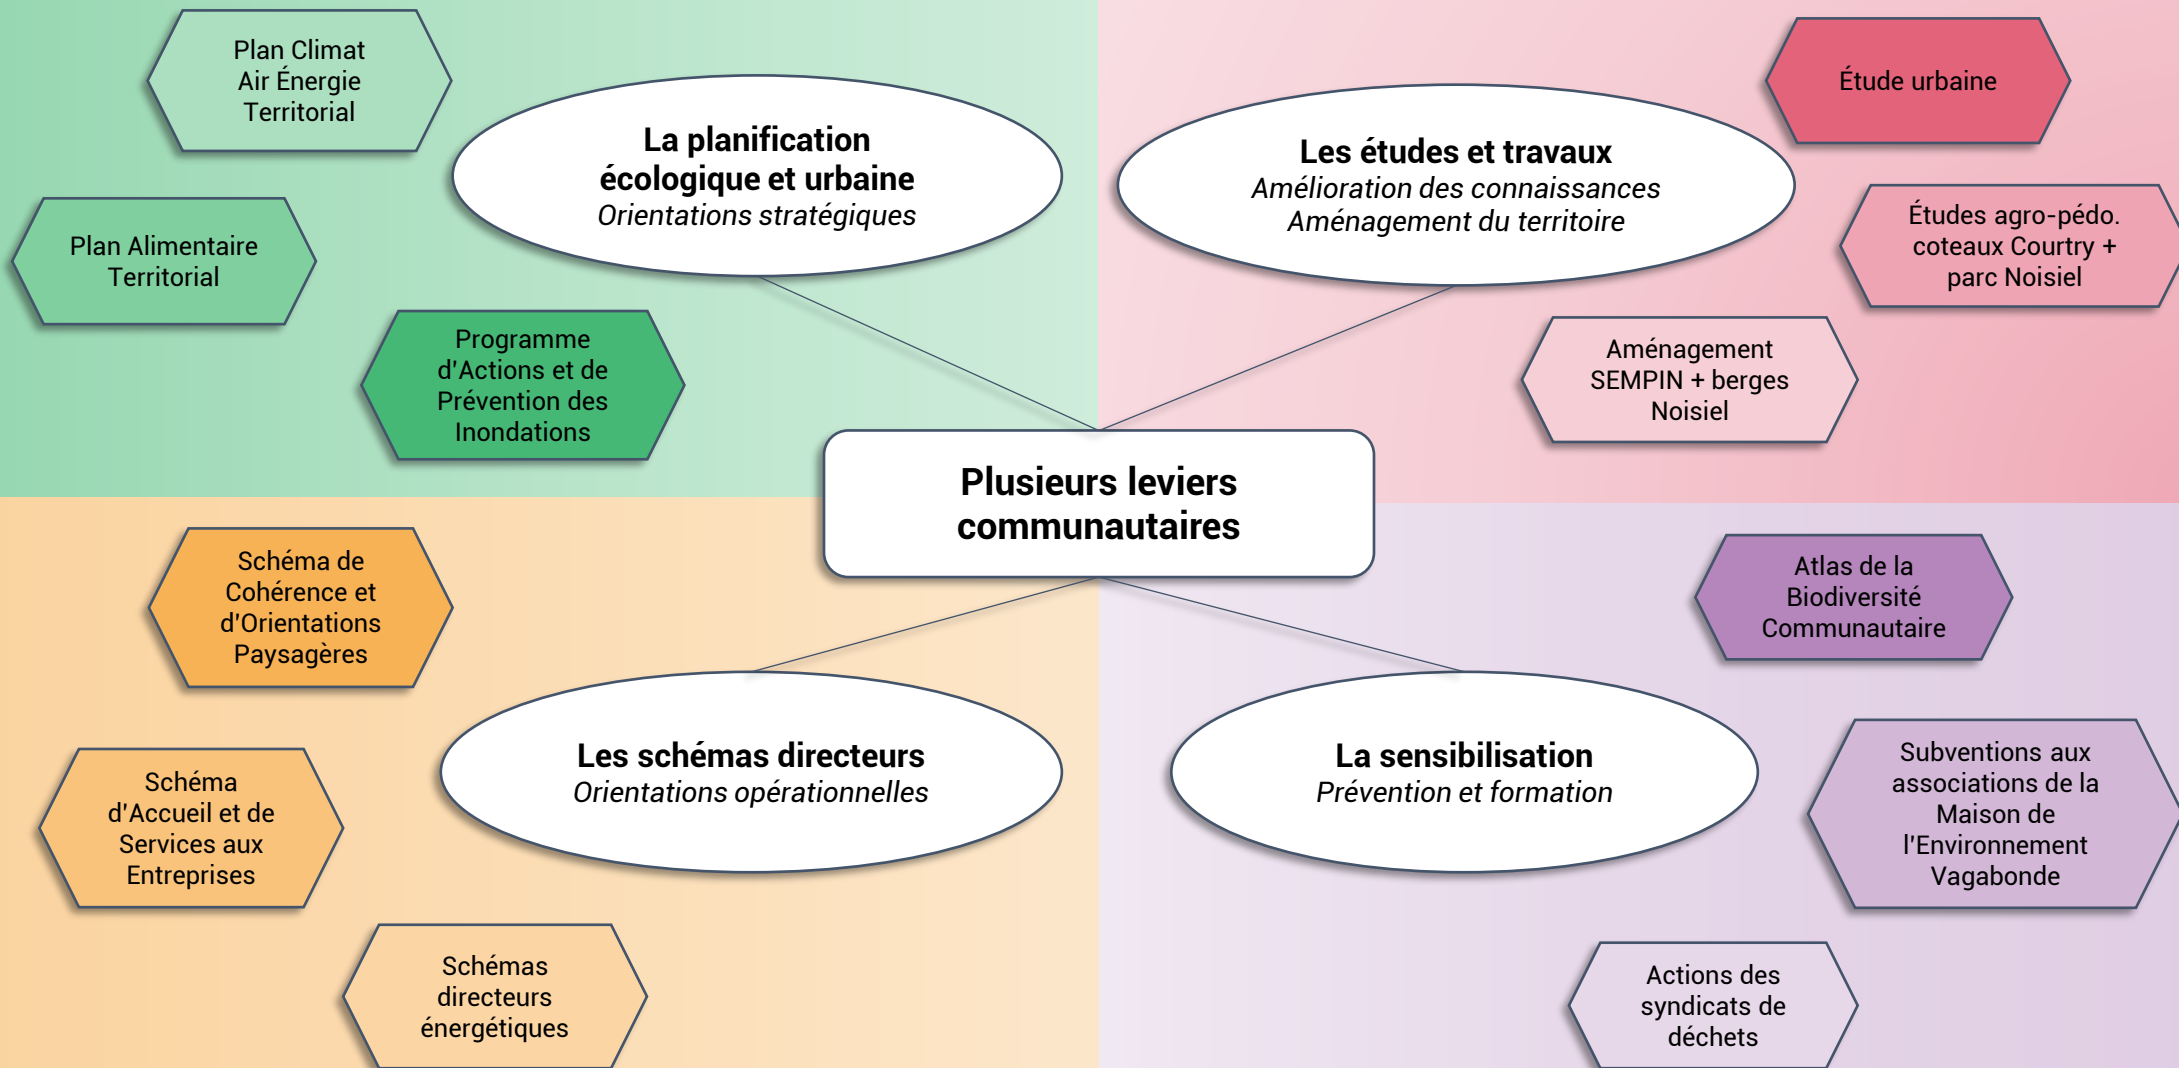 Plan Climat
Air Énergie
Territorial
La planification
écologique et urbaine
Orientations stratégiques
Plan Alimentaire
Territorial
Programme
d'Actions et de
Prévention des
Inondations
Les études et travaux
Amélioration des connaissances
Aménagement du territoire
Étude urbaine
Études agro-pédo.
coteaux Courtry +
parc Noisiel
Aménagement
SEMPIN + berges
Noisiel
Plusieurs leviers
communautaires
Schéma de
Cohérence et
d'Orientations
Paysagères
Les schémas directeurs
Orientations opérationnelles
Schéma
d'Accueil et de
Services aux
Entreprises
Schémas
directeurs
énergétiques
La sensibilisation
Prévention et formation
Atlas de la
Biodiversité
Communautaire
Subventions aux
associations de la
Maison de
l'Environnement
Vagabonde
Actions des
syndicats de
déchets